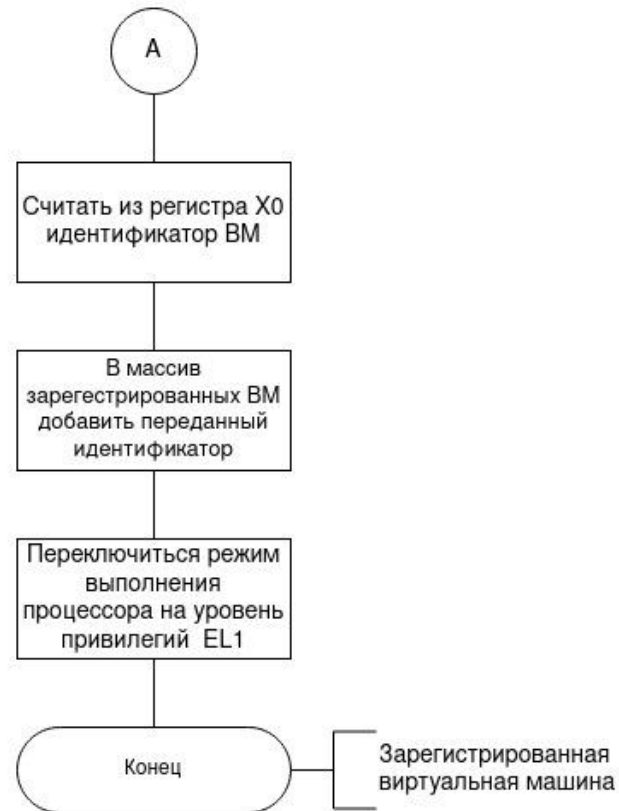 А
Считать из регистра X0
идентификатор ВМ
В массив
зарегестрированных ВМ
добавить переданный
идентификатор
Переключиться режим
выполнения
процессора на уровень
привилегий EL1
Конец
Зарегистрированная
виртуальная машина